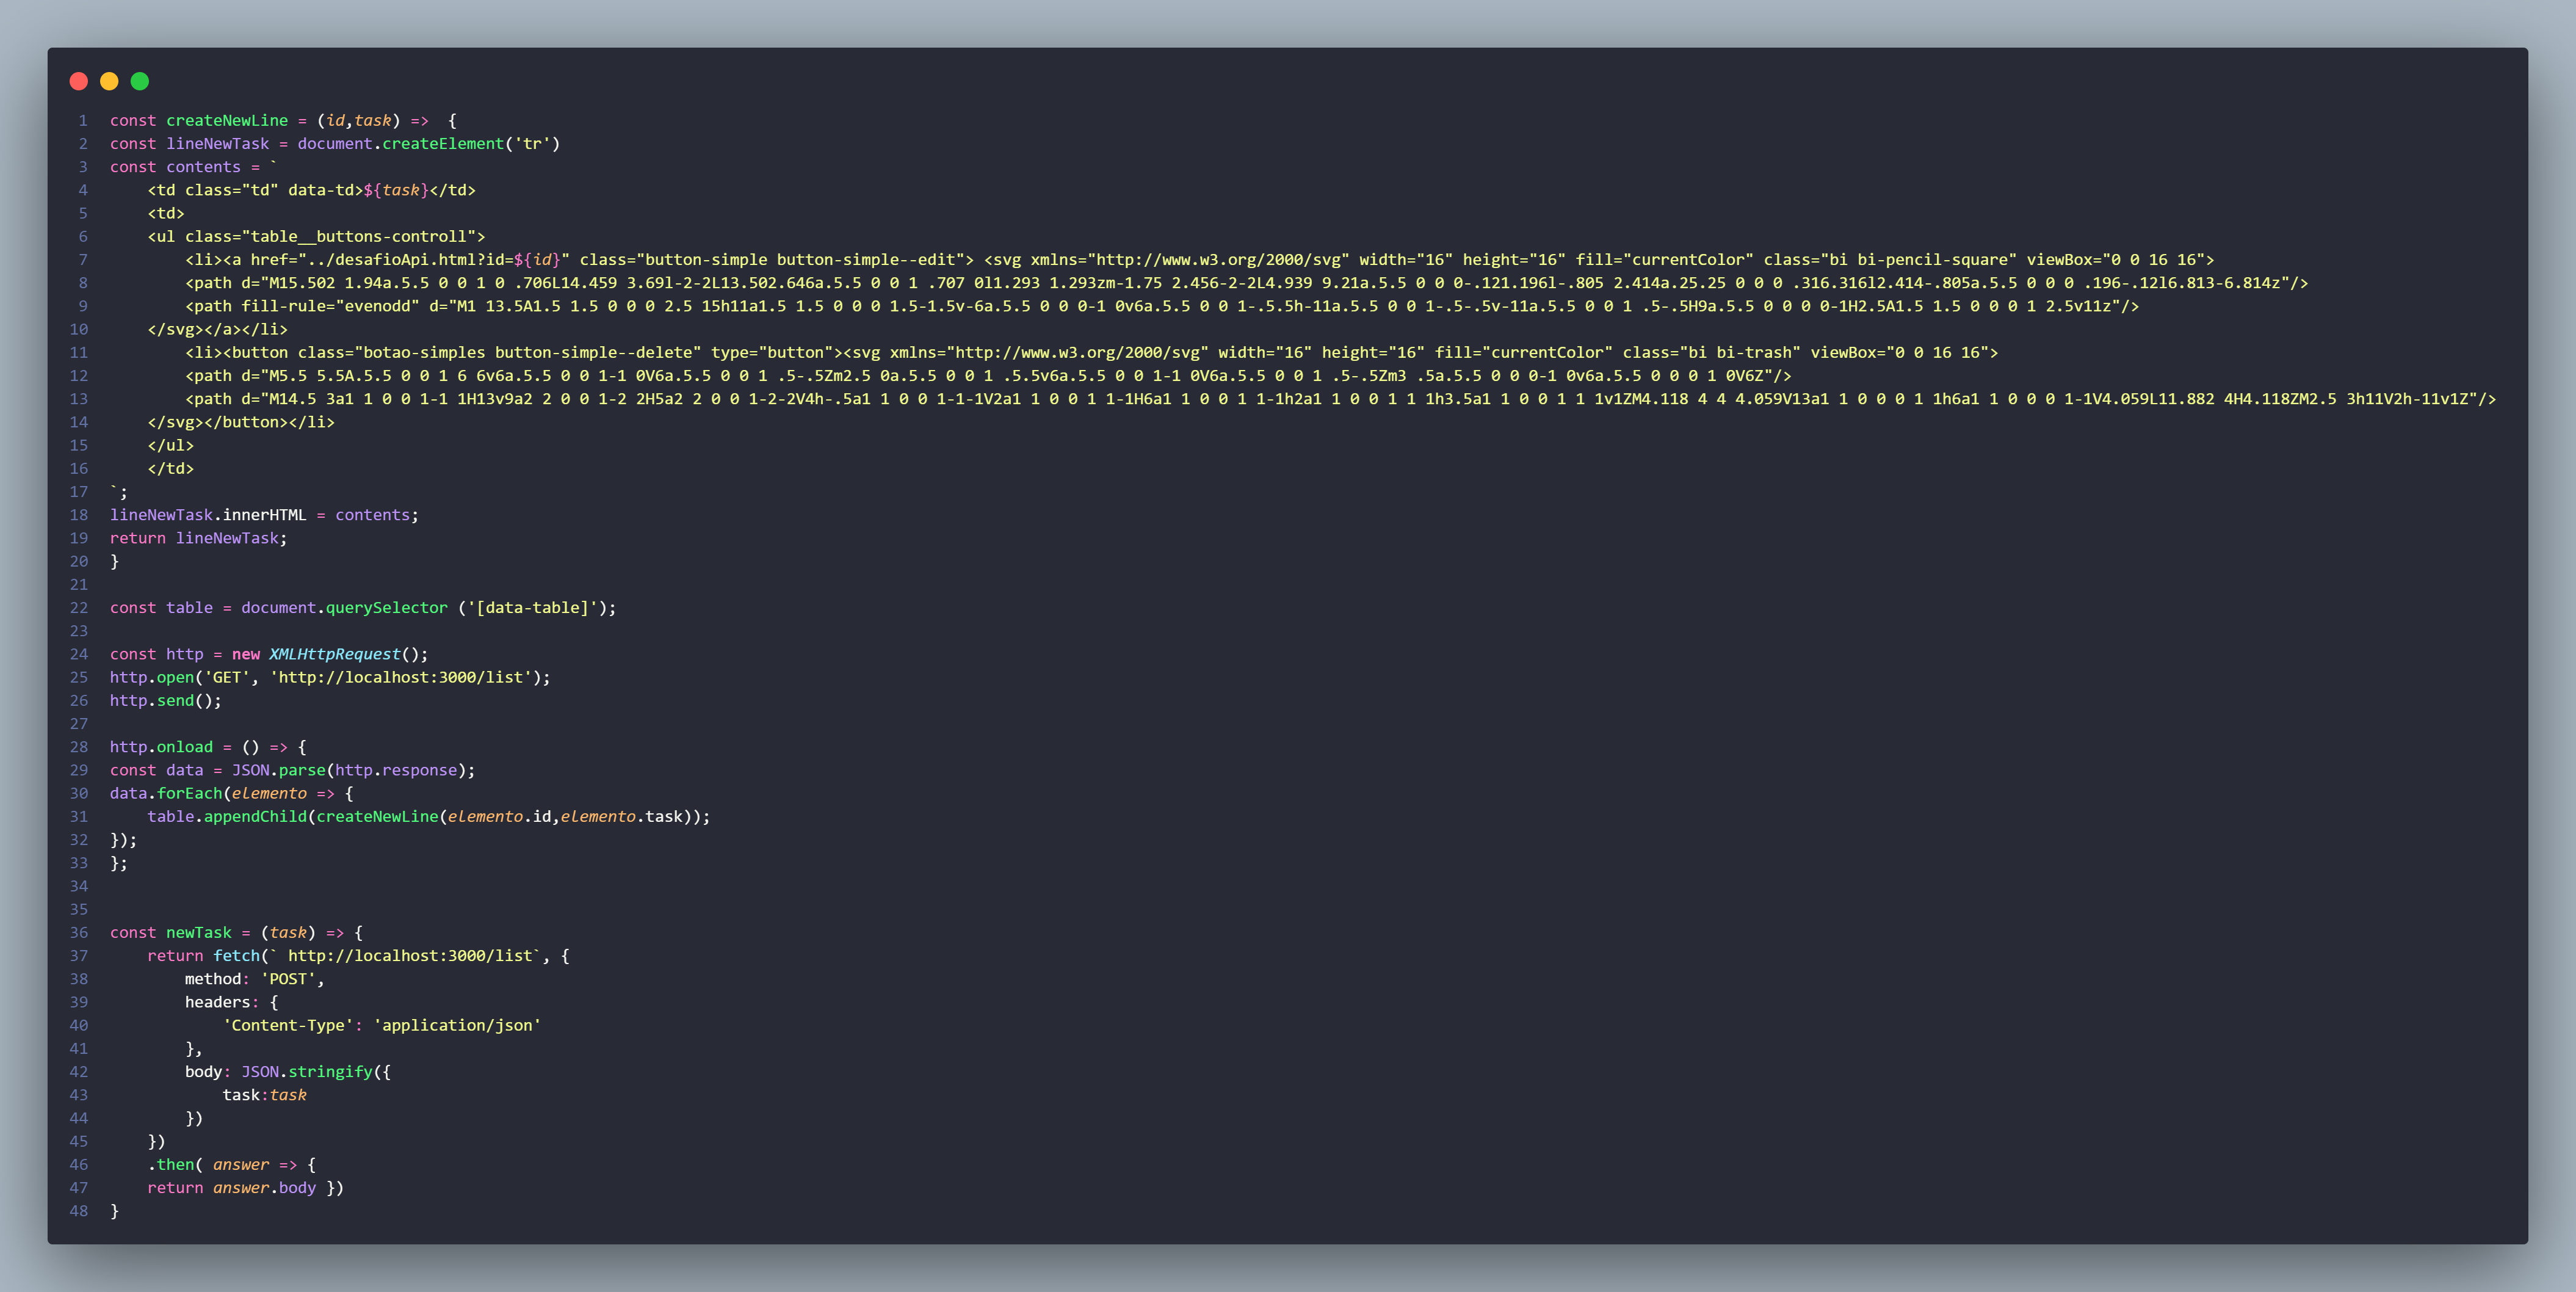 1 const createNewLine = (id,task) =>  {
2 const lineNewTask = document.createElement('tr')
3 const contents = `
4     <td class="td" data-td>${task}</td>
5     <td>
6     <ul class="table__buttons-controll">
7         <li><a href="../desafioApi.html?id=${id}" class="button-simple button-simple--edit"> <svg xmlns="http://www.w3.org/2000/svg" width="16" height="16" fill="currentColor" class="bi bi-pencil-square" viewBox="0 0 16 16">
8         <path d="M15.502 1.94a.5.5 0 0 1 0 .706L14.459 3.69l-2-2L13.502.646a.5.5 0 0 1 .707 0l1.293 1.293zm-1.75 2.456-2-2L4.939 9.21a.5.5 0 0 0-.121.196l-.805 2.414a.25.25 0 0 0 .316.316l2.414-.805a.5.5 0 0 0 .196-.12l6.813-6.814z"/>
9         <path fill-rule="evenodd" d="M1 13.5A1.5 1.5 0 0 0 2.5 15h11a1.5 1.5 0 0 0 1.5-1.5v-6a.5.5 0 0 0-1 0v6a.5.5 0 0 1-.5.5h-11a.5.5 0 0 1-.5-.5v-11a.5.5 0 0 1 .5-.5H9a.5.5 0 0 0 0-1H2.5A1.5 1.5 0 0 0 1 2.5v11z"/>
10     </svg></a></li>
11         <li><button class="botao-simples button-simple--delete" type="button"><svg xmlns="http://www.w3.org/2000/svg" width="16" height="16" fill="currentColor" class="bi bi-trash" viewBox="0 0 16 16">
12         <path d="M5.5 5.5A.5.5 0 0 1 6 6v6a.5.5 0 0 1-1 0V6a.5.5 0 0 1 .5-.5Zm2.5 0a.5.5 0 0 1 .5.5v6a.5.5 0 0 1-1 0V6a.5.5 0 0 1 .5-.5Zm3 .5a.5.5 0 0 0-1 0v6a.5.5 0 0 0 1 0V6Z"/>
13         <path d="M14.5 3a1 1 0 0 1-1 1H13v9a2 2 0 0 1-2 2H5a2 2 0 0 1-2-2V4h-.5a1 1 0 0 1-1-1V2a1 1 0 0 1 1-1H6a1 1 0 0 1 1-1h2a1 1 0 0 1 1 1h3.5a1 1 0 0 1 1 1v1ZM4.118 4 4 4.059V13a1 1 0 0 0 1 1h6a1 1 0 0 0 1-1V4.059L11.882 4H4.118ZM2.5 3h11V2h-11v1Z"/>
14     </svg></button></li>
15     </ul>
16     </td>
17 `;
18 lineNewTask.innerHTML = contents;
19 return lineNewTask;
20 }
21
22 const table = document.querySelector ('[data-table]');
23
24 const http = new XMLHttpRequest();
25 http.open('GET', 'http://localhost:3000/list');
26 http.send();
27
28 http.onload = () => {
29 const data = JSON.parse(http.response);
30 data.forEach(elemento => {
31     table.appendChild(createNewLine(elemento.id,elemento.task));
32 });
33 };
34
35
36 const newTask = (task) => {
37     return fetch(` http://localhost:3000/list`, {
38         method: 'POST',
39         headers: {
40             'Content-Type': 'application/json'
41         },
42         body: JSON.stringify({
43             task:task
44         })
45     })
46     .then( answer => {
47     return answer.body })
48 }